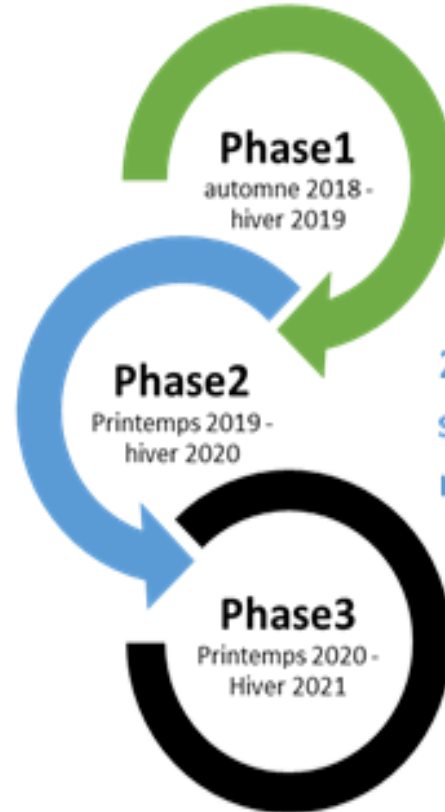 Phase1
automne 2018 -
hiver 2019
Phase2
Printemps 2019 -
hiver 2020
Phase3
Printemps 2020 -
Hiver 2021